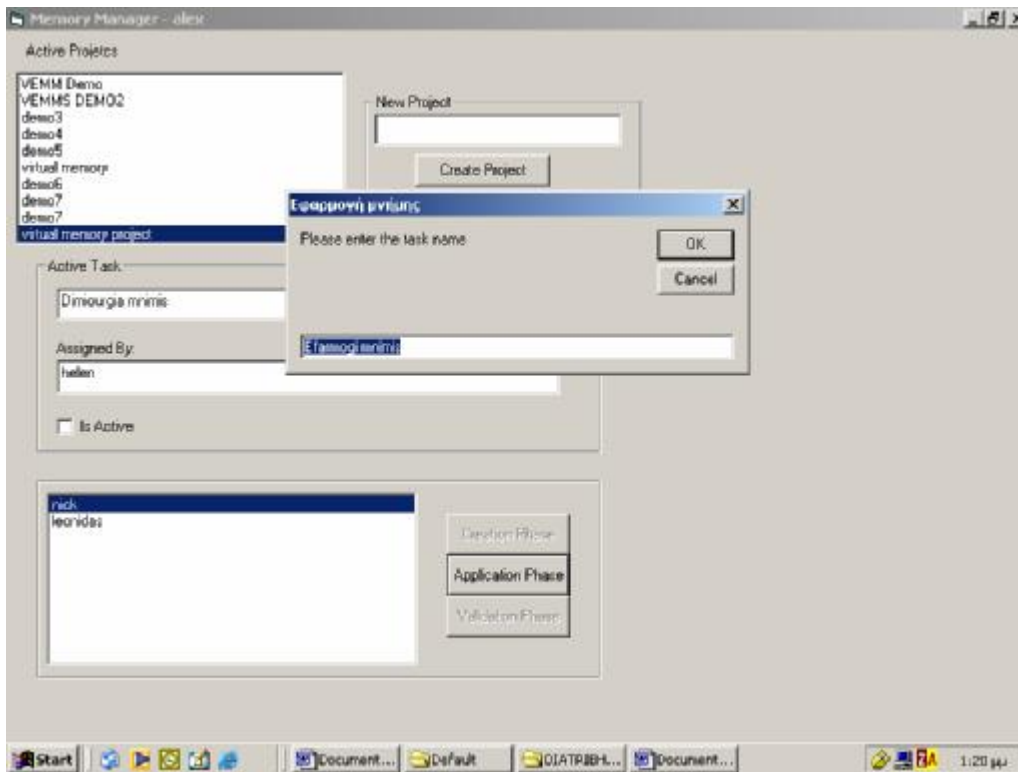 Memory Manager - alex
Active Projetcs
VEMM Demo
VEMMS DEMO2
demo3
demo4
demo5
virtual memory
demo6
demo7
demo7
virtual memory project
New Project
Create Project
Εφαρμογή μνήμης
Please enter the task name
OK
Cancel
Efarmogi mnimis
Active Task
Dimiourgia mnimis
Assigned By:
helen
Is Active
nick
leonidas
Creation Phase
Application Phase
Validation Phase
Start
Document...
Default
DIATRIBH...
Document...
1:20 μμ